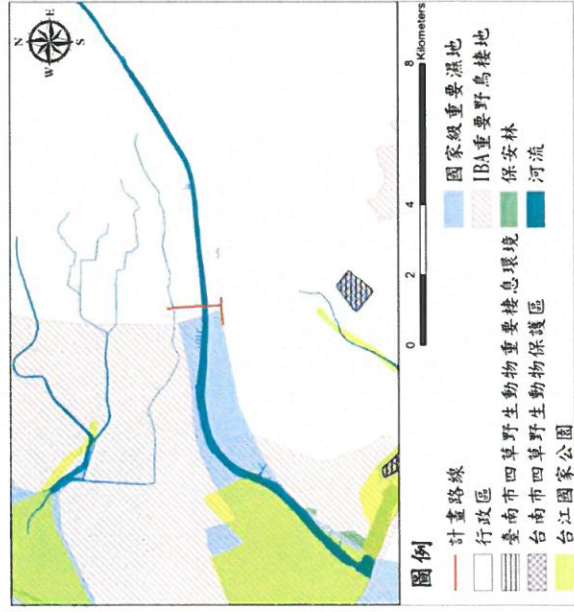 N
W E
S
0 2 4 8
Kilometers
圖例
計畫路線
行政區
臺南市四草野生動物重要棲息環境
台南市四草野生動物保護區
台江國家公園
國家級重要濕地
IBA重要野鳥棲地
保安林
河流